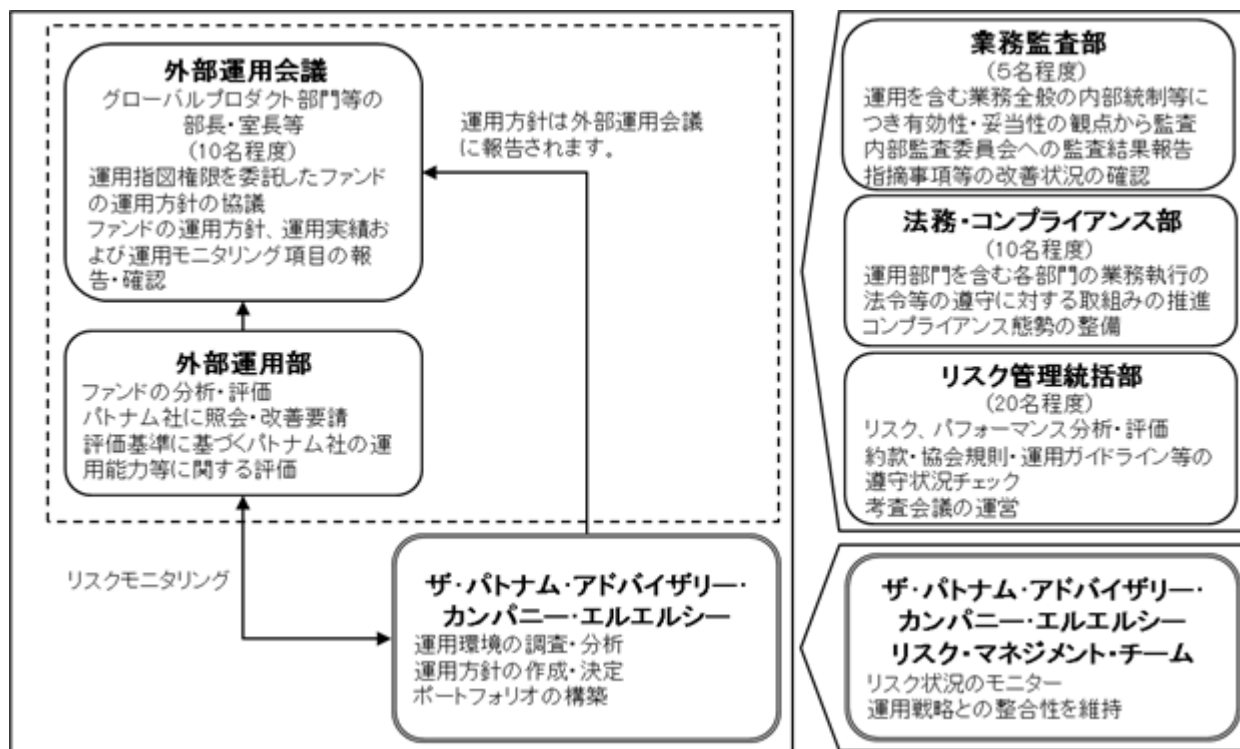 外部運用会議
グローバルプロダクト部門等の
部長・室長等
(10名程度)
運用指図権限を委託したファンド
の運用方針の協議
ファンドの運用方針、運用実績お
よび運用モニタリング項目の報
告・確認
運用方針は外部運用会議
に報告されます。
外部運用部
ファンドの分析・評価
パトナム社に照会・改善要請
評価基準に基づくパトナム社の運
用能力等に関する評価
リスクモニタリング
ザ・パトナム・アドバイザリー・
カンパニー・エルエルシー
運用環境の調査・分析
運用方針の作成・決定
ポートフォリオの構築
業務監査部
(5名程度)
運用を含む業務全般の内部統制等に
つき有効性・妥当性の観点から監査
内部監査委員会への監査結果報告
指摘事項等の改善状況の確認
法務・コンプライアンス部
(10名程度)
運用部門を含む各部門の業務執行の
法令等の遵守に対する取組みの推進
コンプライアンス態勢の整備
リスク管理統括部
(20名程度)
リスク、パフォーマンス分析・評価
約款・協会規則・運用ガイドライン等の
遵守状況チェック
考査会議の運営
ザ・パトナム・アドバイザリー・
カンパニー・エルエルシー
リスク・マネジメント・チーム
リスク状況のモニター
運用戦略との整合性を維持